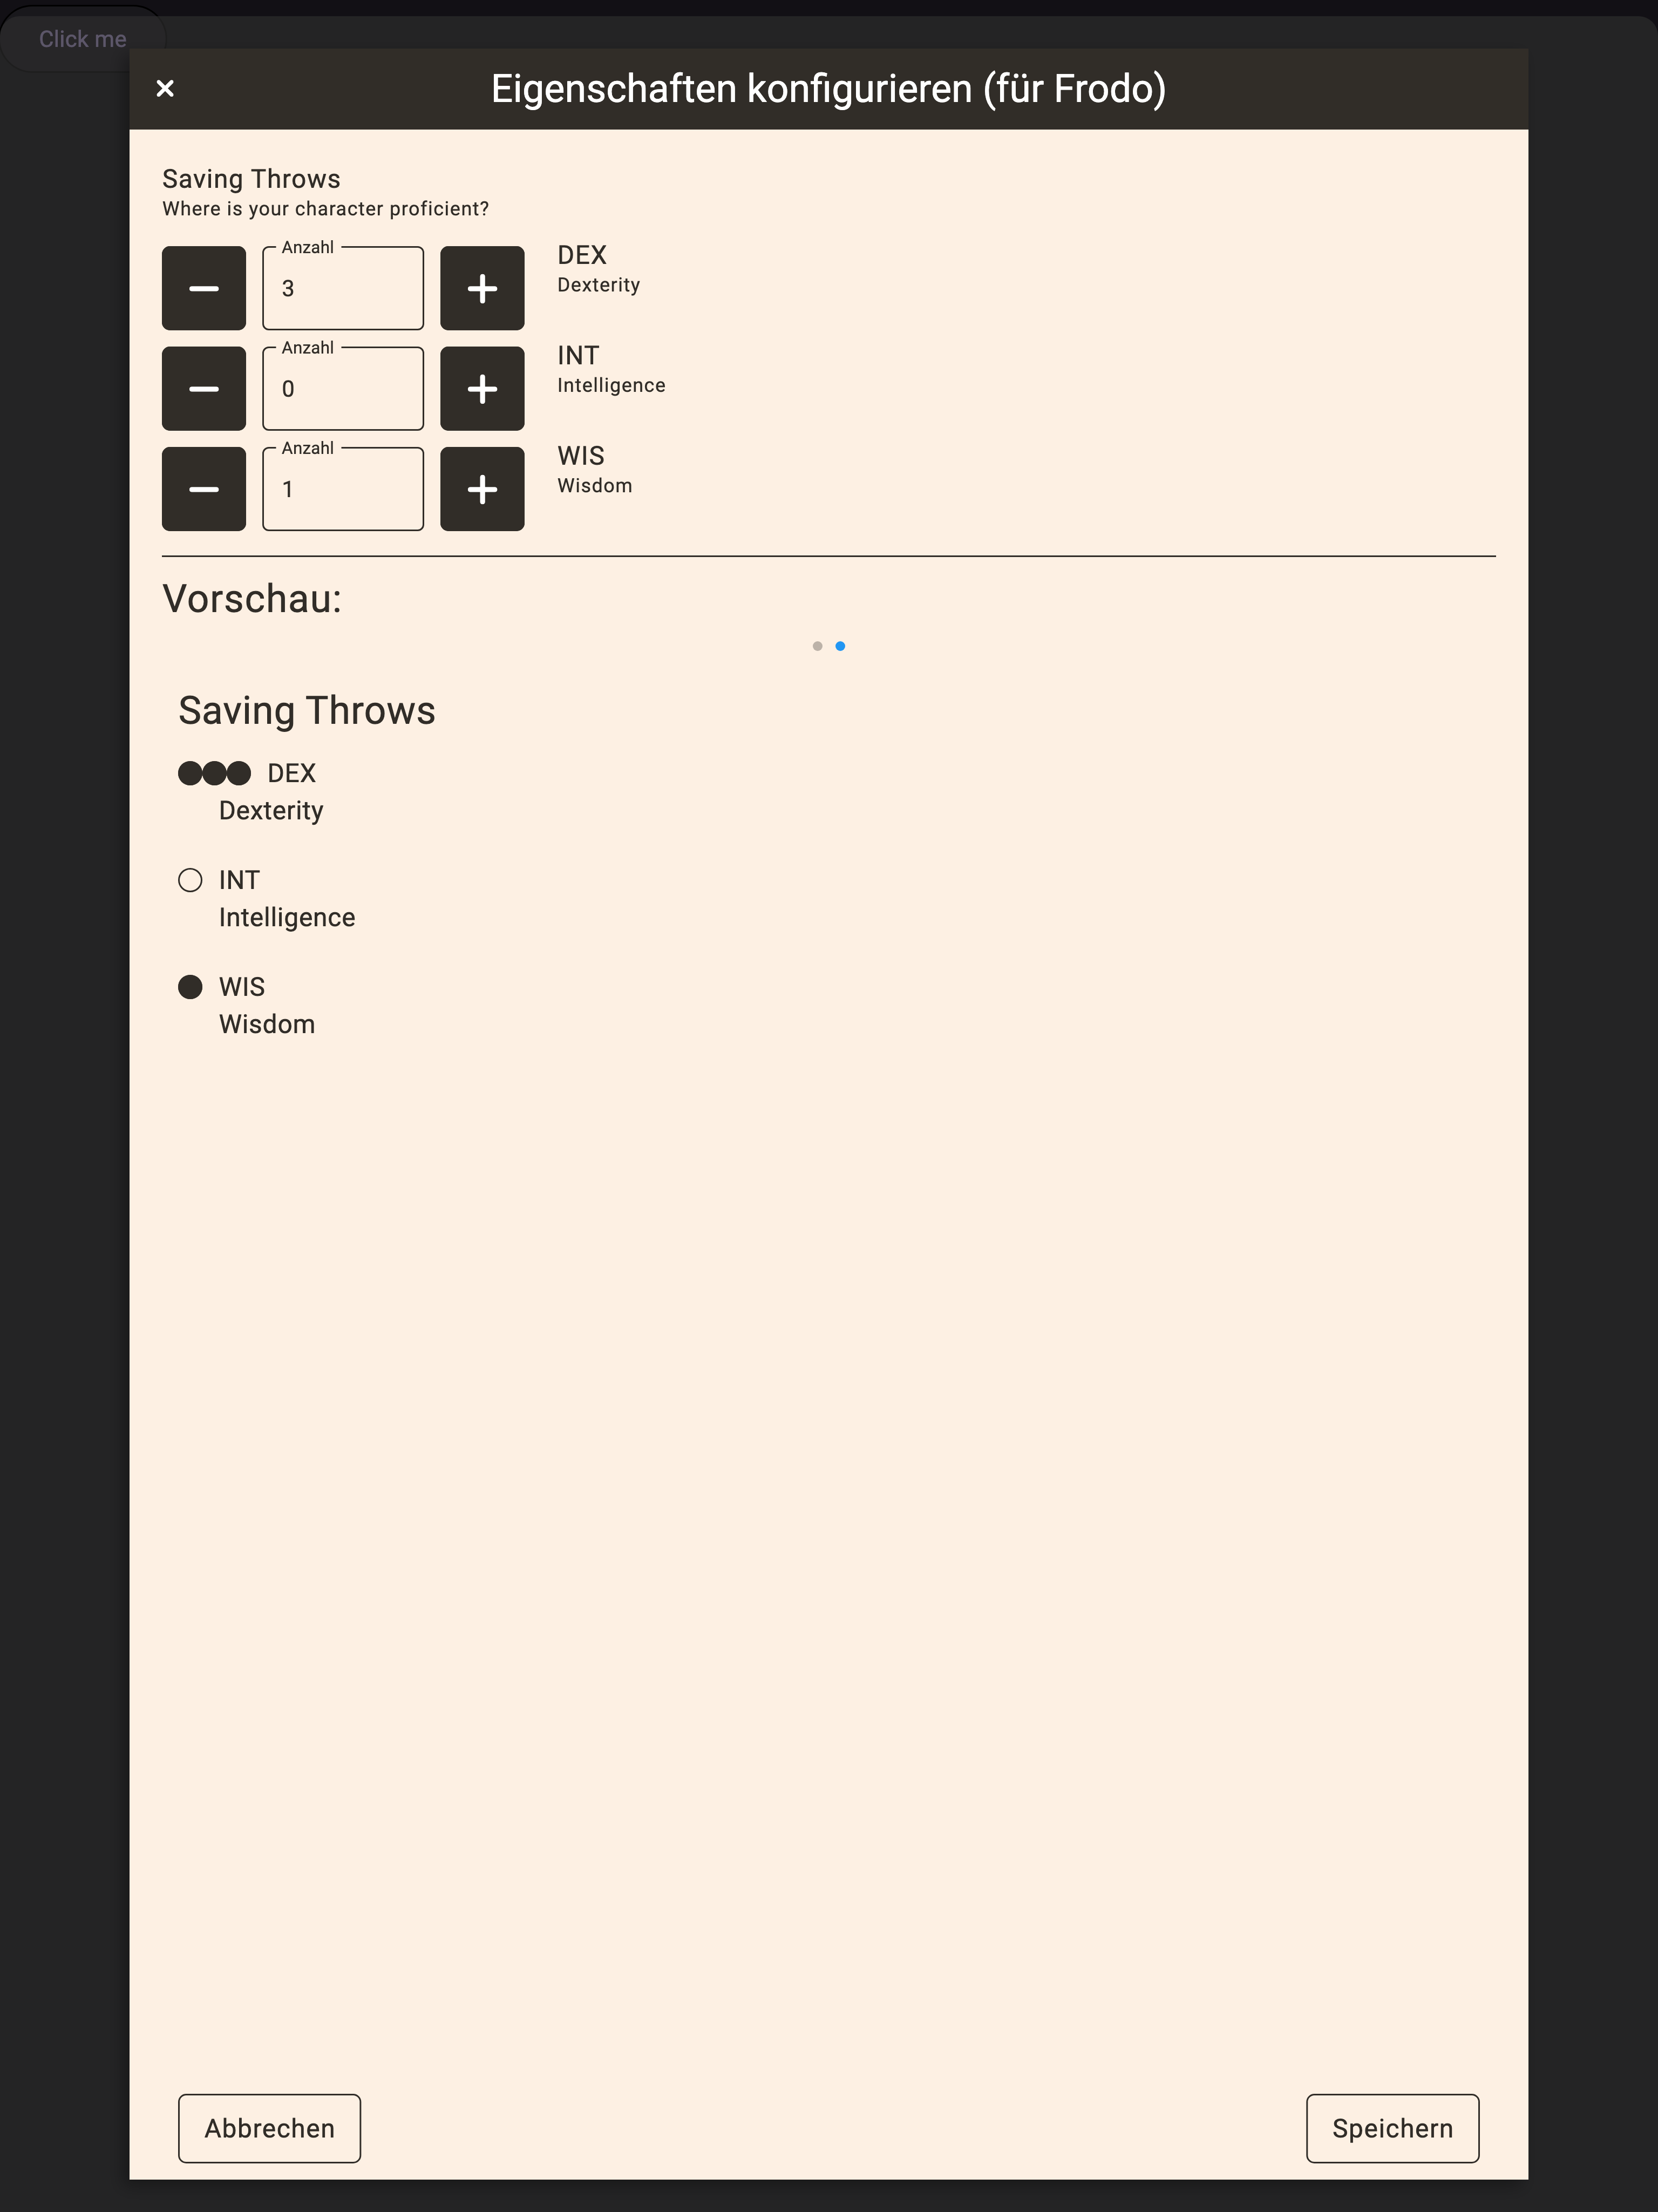 Click me
Eigenschaften konfigurieren (für Frodo)
Saving Throws
Where is your character proficient?
Anzahl
3
DEX
Dexterity
Anzahl
0
INT
Intelligence
Anzahl
1
WIS
Wisdom
Vorschau:
Saving Throws
DEX
Dexterity
INT
Intelligence
WIS
Wisdom
Abbrechen
Speichern